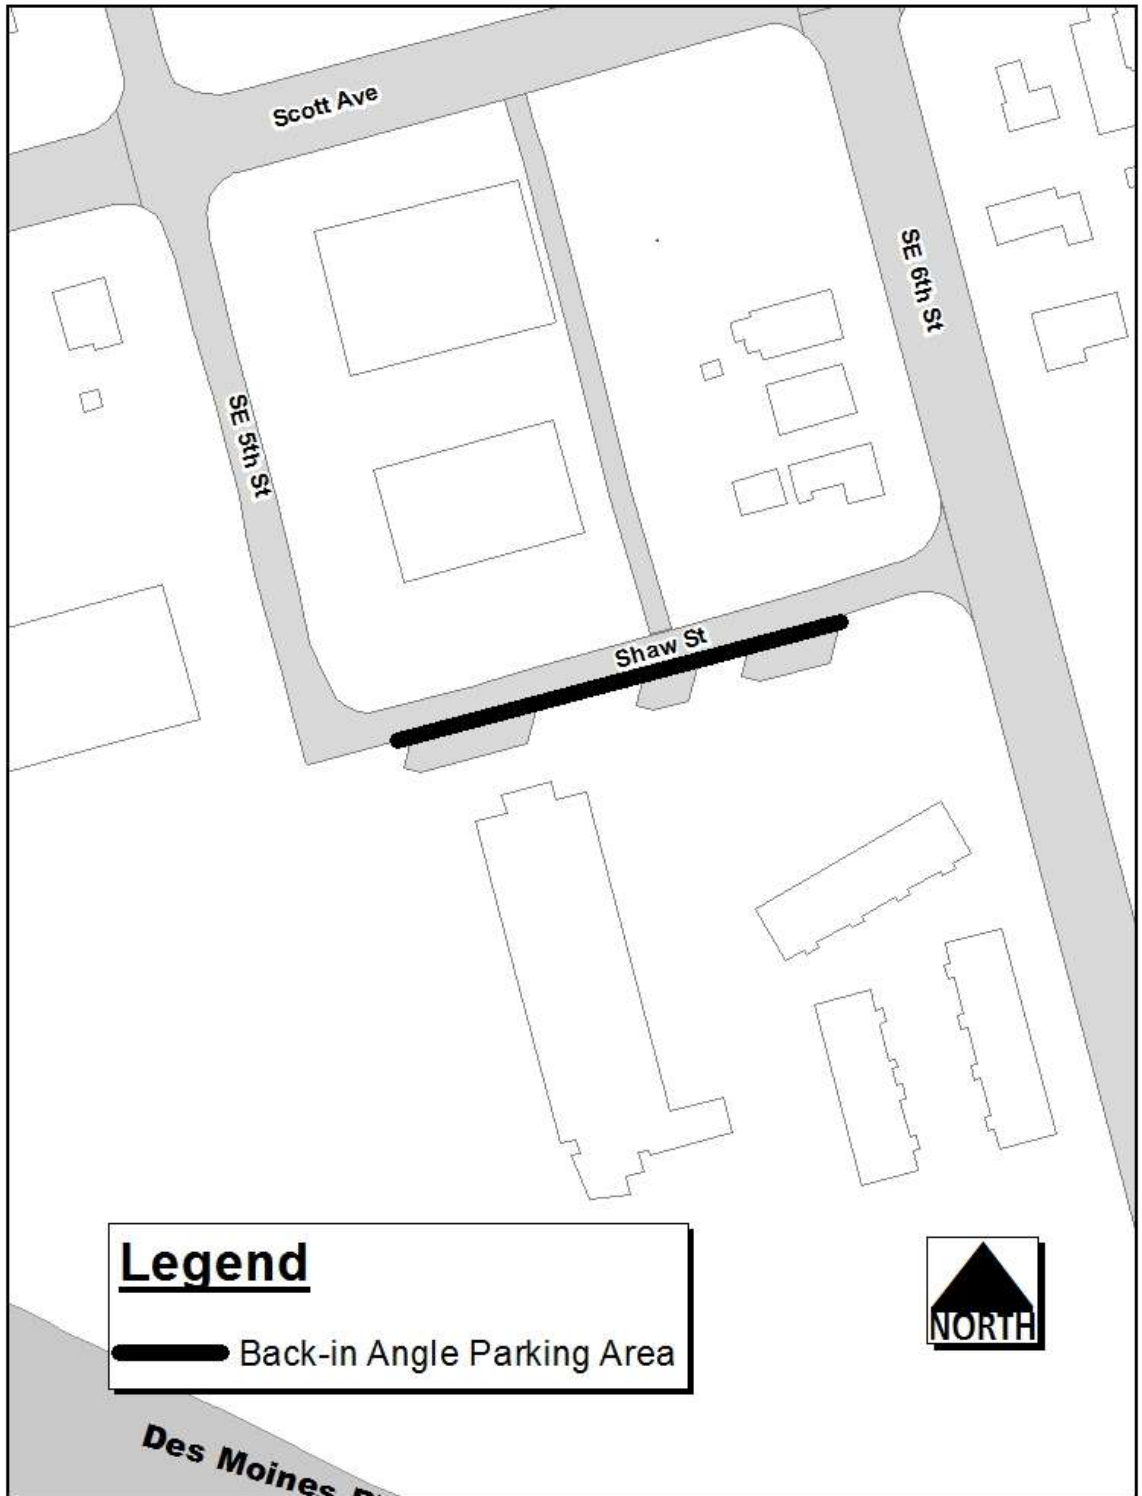 Scott Ave
SE 6th St
SE 5th St
Shaw St
Legend
Back-in Angle Parking Area
NORTH
Des Moines